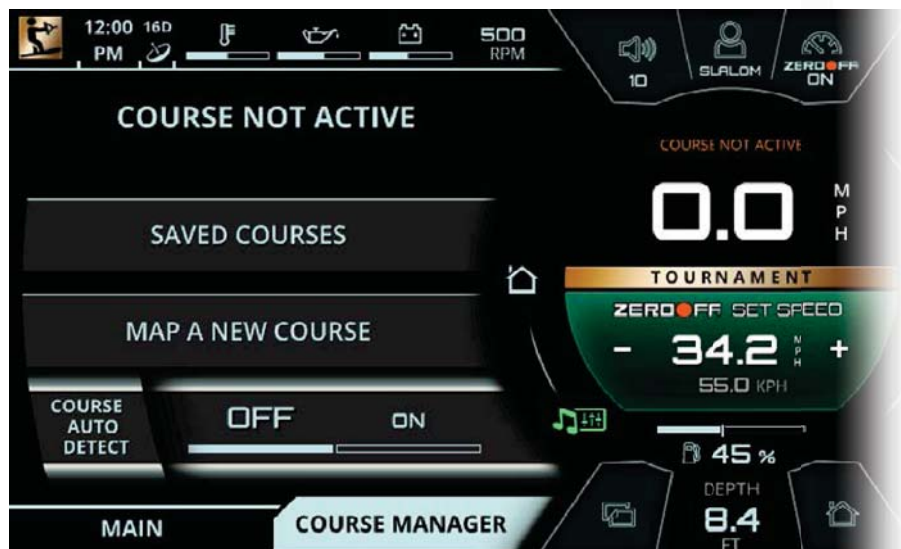 12:00 16D
PM
500
RPM
10
SLALOM
ZEROOFF
ON
COURSE NOT ACTIVE
COURSE NOT ACTIVE
0.0 MPH
SAVED COURSES
TOURNAMENT
ZEROOFF SET SPEED
- 34.2 MPH +
55.0 KPH
MAP A NEW COURSE
COURSE
AUTO
DETECT
OFF ON
45 %
DEPTH
8.4
FT
MAIN
COURSE MANAGER